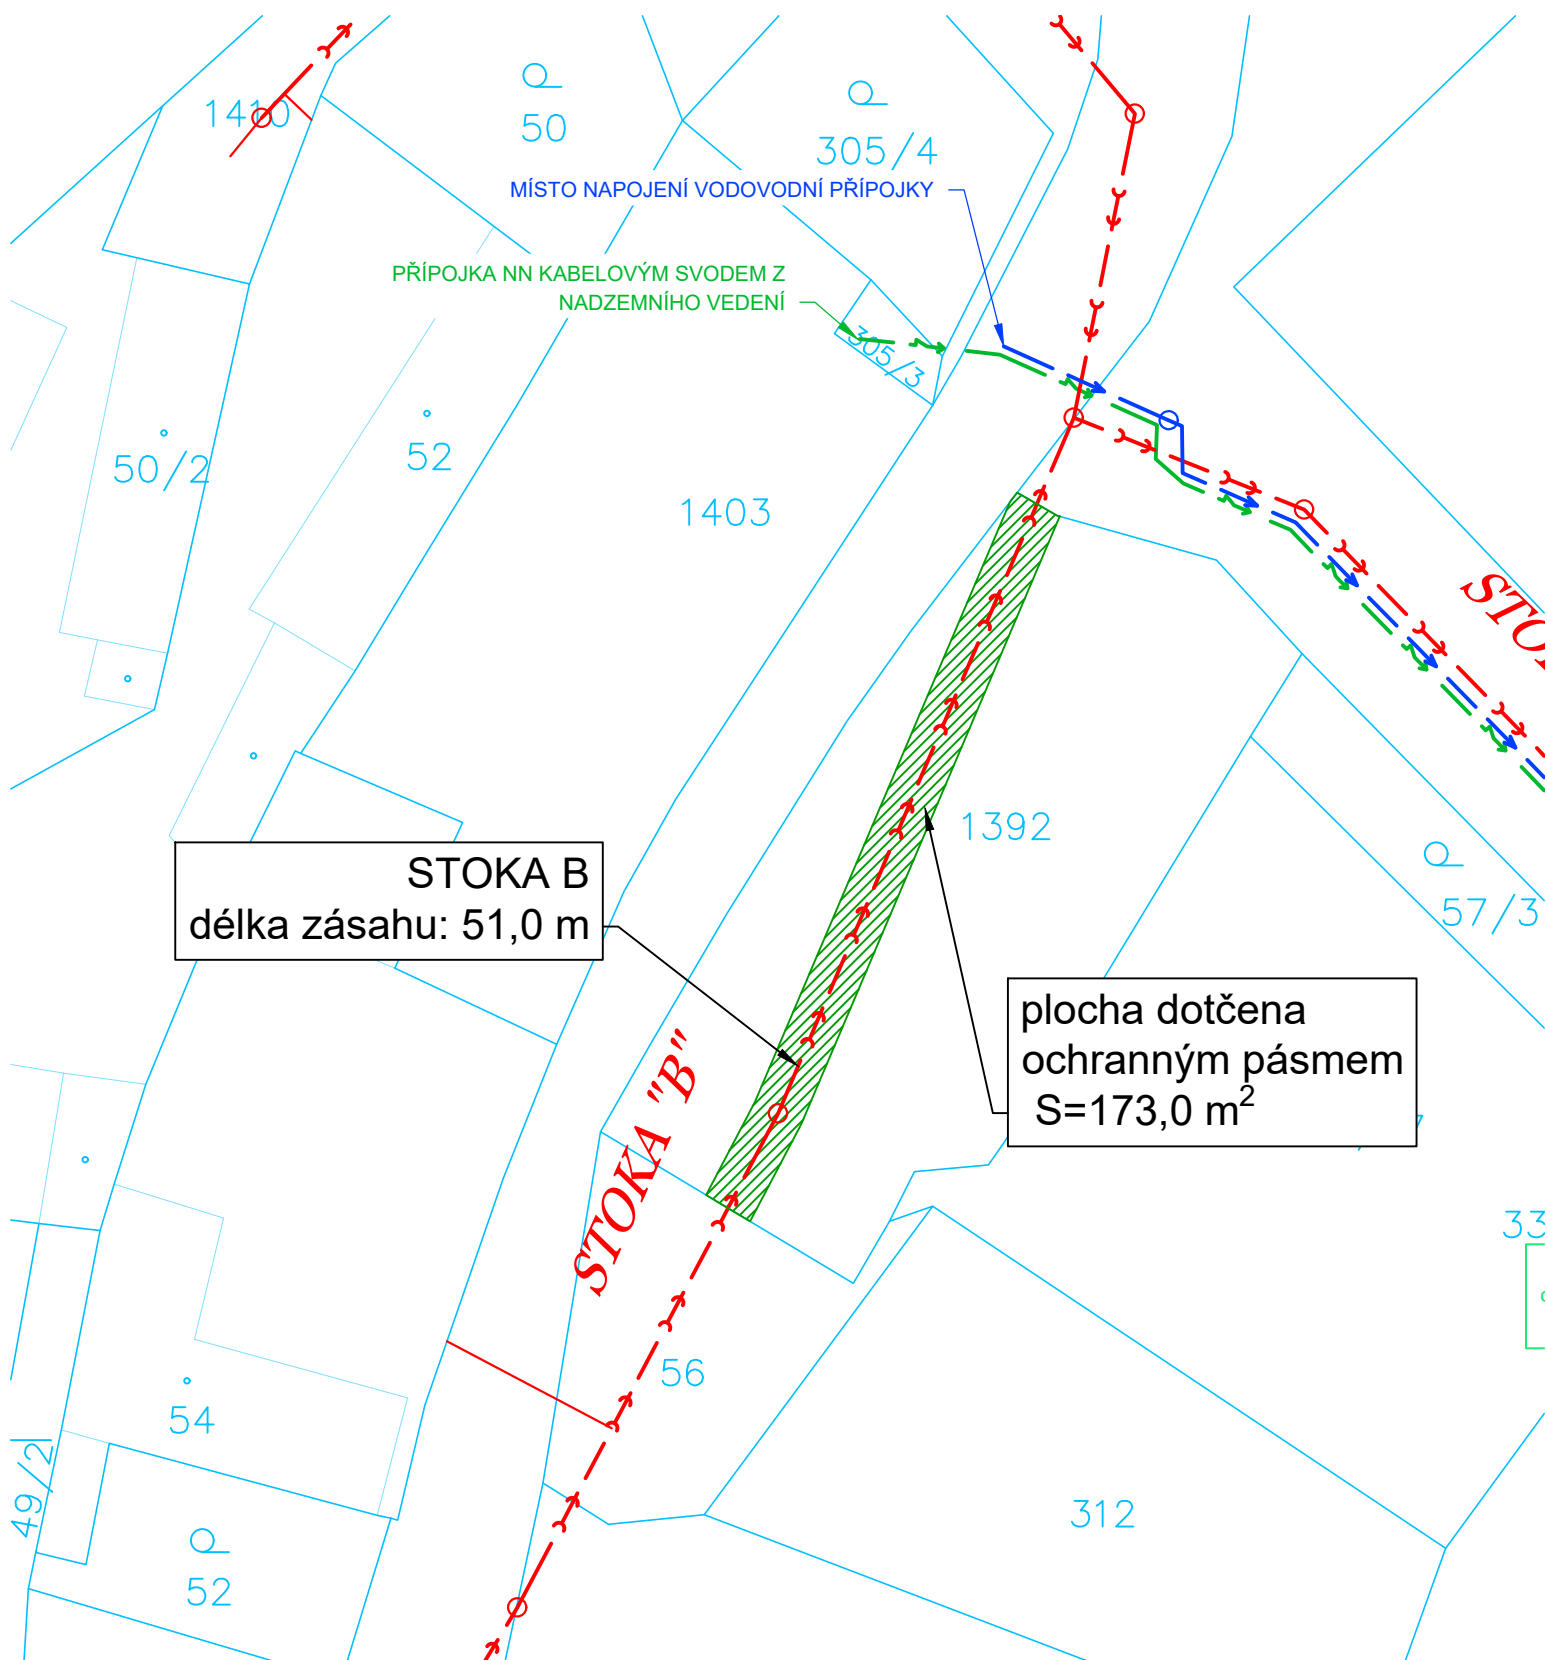 1410
50
305/4
MÍSTO NAPOJENÍ VODOVODNÍ PŘÍPOJKY
PŘÍPOJKA NN KABELOVÝM SVODEM Z
NADZEMNÍHO VEDENÍ
305/3
50/2
52
1403
STOKA B
délka zásahu: 51,0 m
1392
57/3
plocha dotčena
ochranným pásmem
S=173,0 m²
STOKA "B"
33
56
54
49/2
312
52